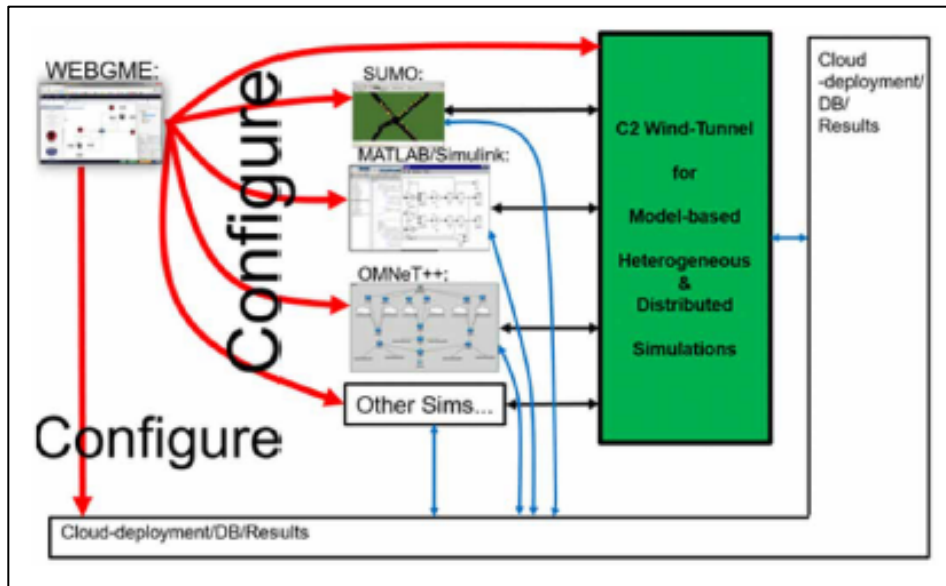 WEBGME:
Configure
SUMO:
MATLAB/Simulink:
OMNeT++:
Other Sims...
C2 Wind-Tunnel
for
Model-based
Heterogeneous
&
Distributed
Simulations
Cloud
-deployment/
DB/
Results
Configure
Cloud-deployment/DB/Results